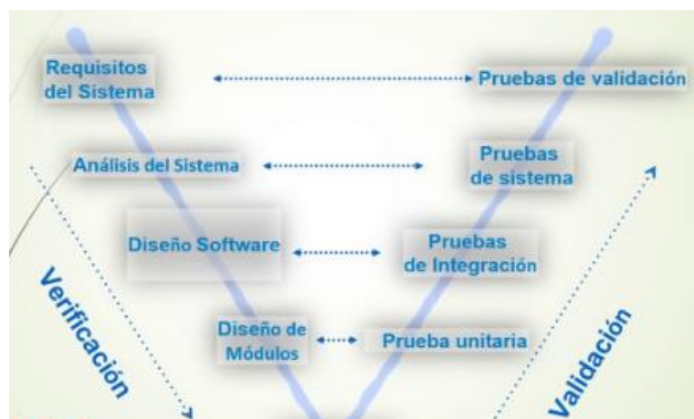 Requisitos
del Sistema
Pruebas de validación
Análisis del Sistema
Pruebas
de sistema
Diseño Software
Pruebas
de Integración
Diseño de
Módulos
Prueba unitaria
Verificación
Validación